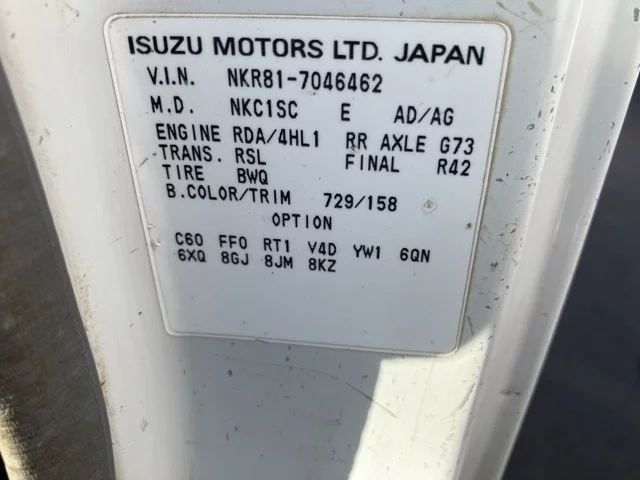 ISUZU MOTORS LTD. JAPAN
V.I.N. NKR81-7046462
M.D. NKC1SC E AD/AG
ENGINE RDA/4HL1 RR AXLE G73
TRANS. RSL FINAL R42
TIRE BWQ
B.COLOR/TRIM 729/158
OPTION
C60 FF0 RT1 V4D YW1 6QN
6XQ 8GJ 8JM 8KZ